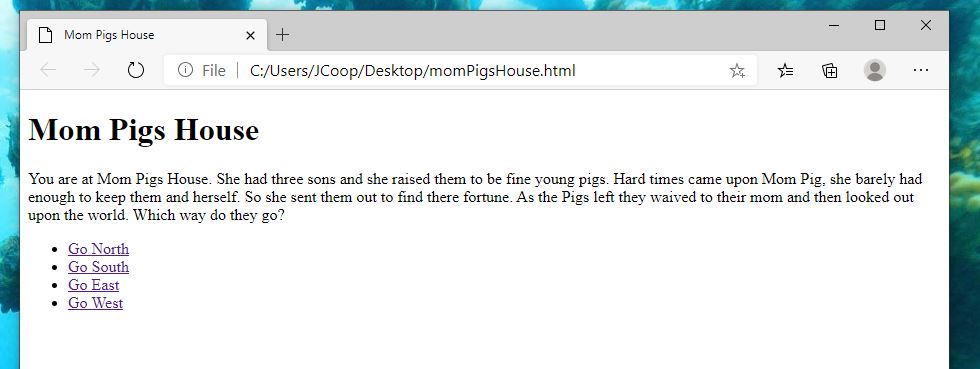 Mom Pigs House
File | C:/Users/JCoop/Desktop/momPigsHouse.html
Mom Pigs House
You are at Mom Pigs House. She had three sons and she raised them to be fine young pigs. Hard times came upon Mom Pig, she barely had
enough to keep them and herself. So she sent them out to find there fortune. As the Pigs left they waived to their mom and then looked out
upon the world. Which way do they go?
• Go North
• Go South
• Go East
• Go West